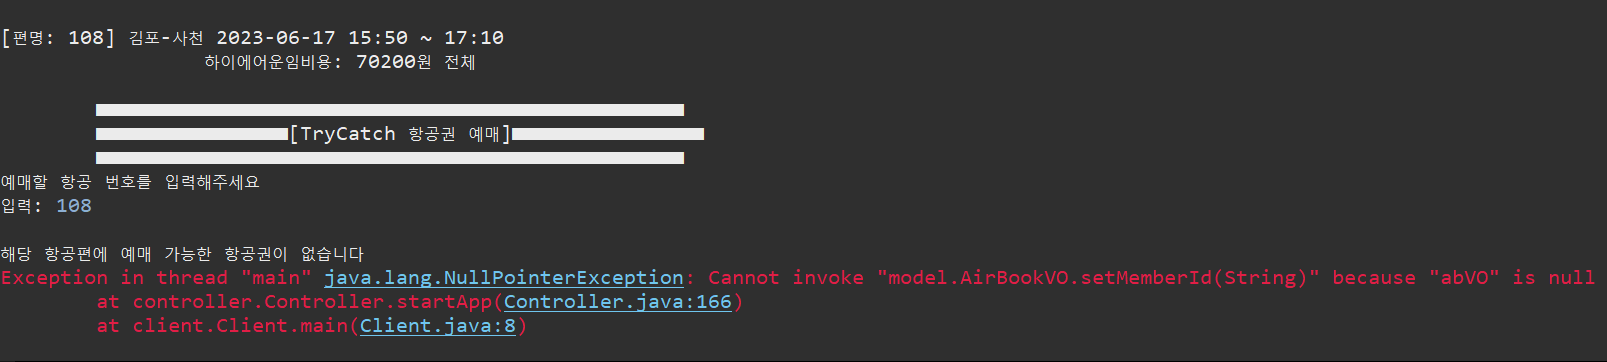 [편명: 108] 김포-사천 2023-06-17 15:50 ~ 17:10
하이에어운임비용: 70200원 전체
[TryCatch 항공권 예매]
예매할 항공 번호를 입력해주세요
입력: 108
해당 항공편에 예매 가능한 항공권이 없습니다
Exception in thread "main" java.lang.NullPointerException: Cannot invoke "model.AirBookVO.setMemberId(String)" because "abVO" is null
at controller.Controller.startApp(Controller.java:166)
at client.Client.main(Client.java:8)